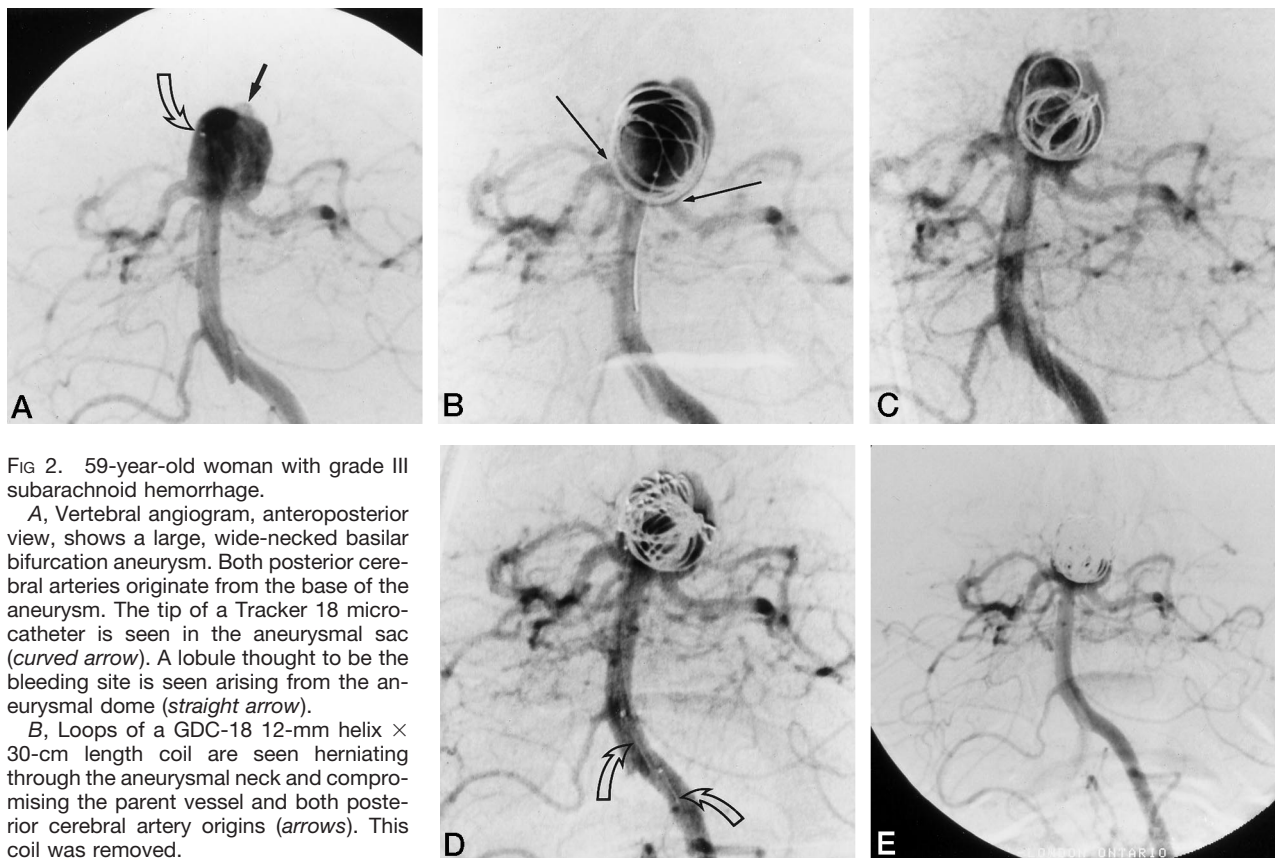 A
B
C
FIG 2. 59-year-old woman with grade III
subarachnoid hemorrhage.
A, Vertebral angiogram, anteroposterior
view, shows a large, wide-necked basilar
bifurcation aneurysm. Both posterior cere-
bral arteries originate from the base of the
aneurysm. The tip of a Tracker 18 micro-
catheter is seen in the aneurysmal sac
(curved arrow). A lobule thought to be the
bleeding site is seen arising from the an-
eurysmal dome (straight arrow).
B, Loops of a GDC-18 12-mm helix ×
30-cm length coil are seen herniating
through the aneurysmal neck and compro-
mising the parent vessel and both poste-
rior cerebral artery origins (arrows). This
coil was removed.
D
E
LONDON ONTARIO